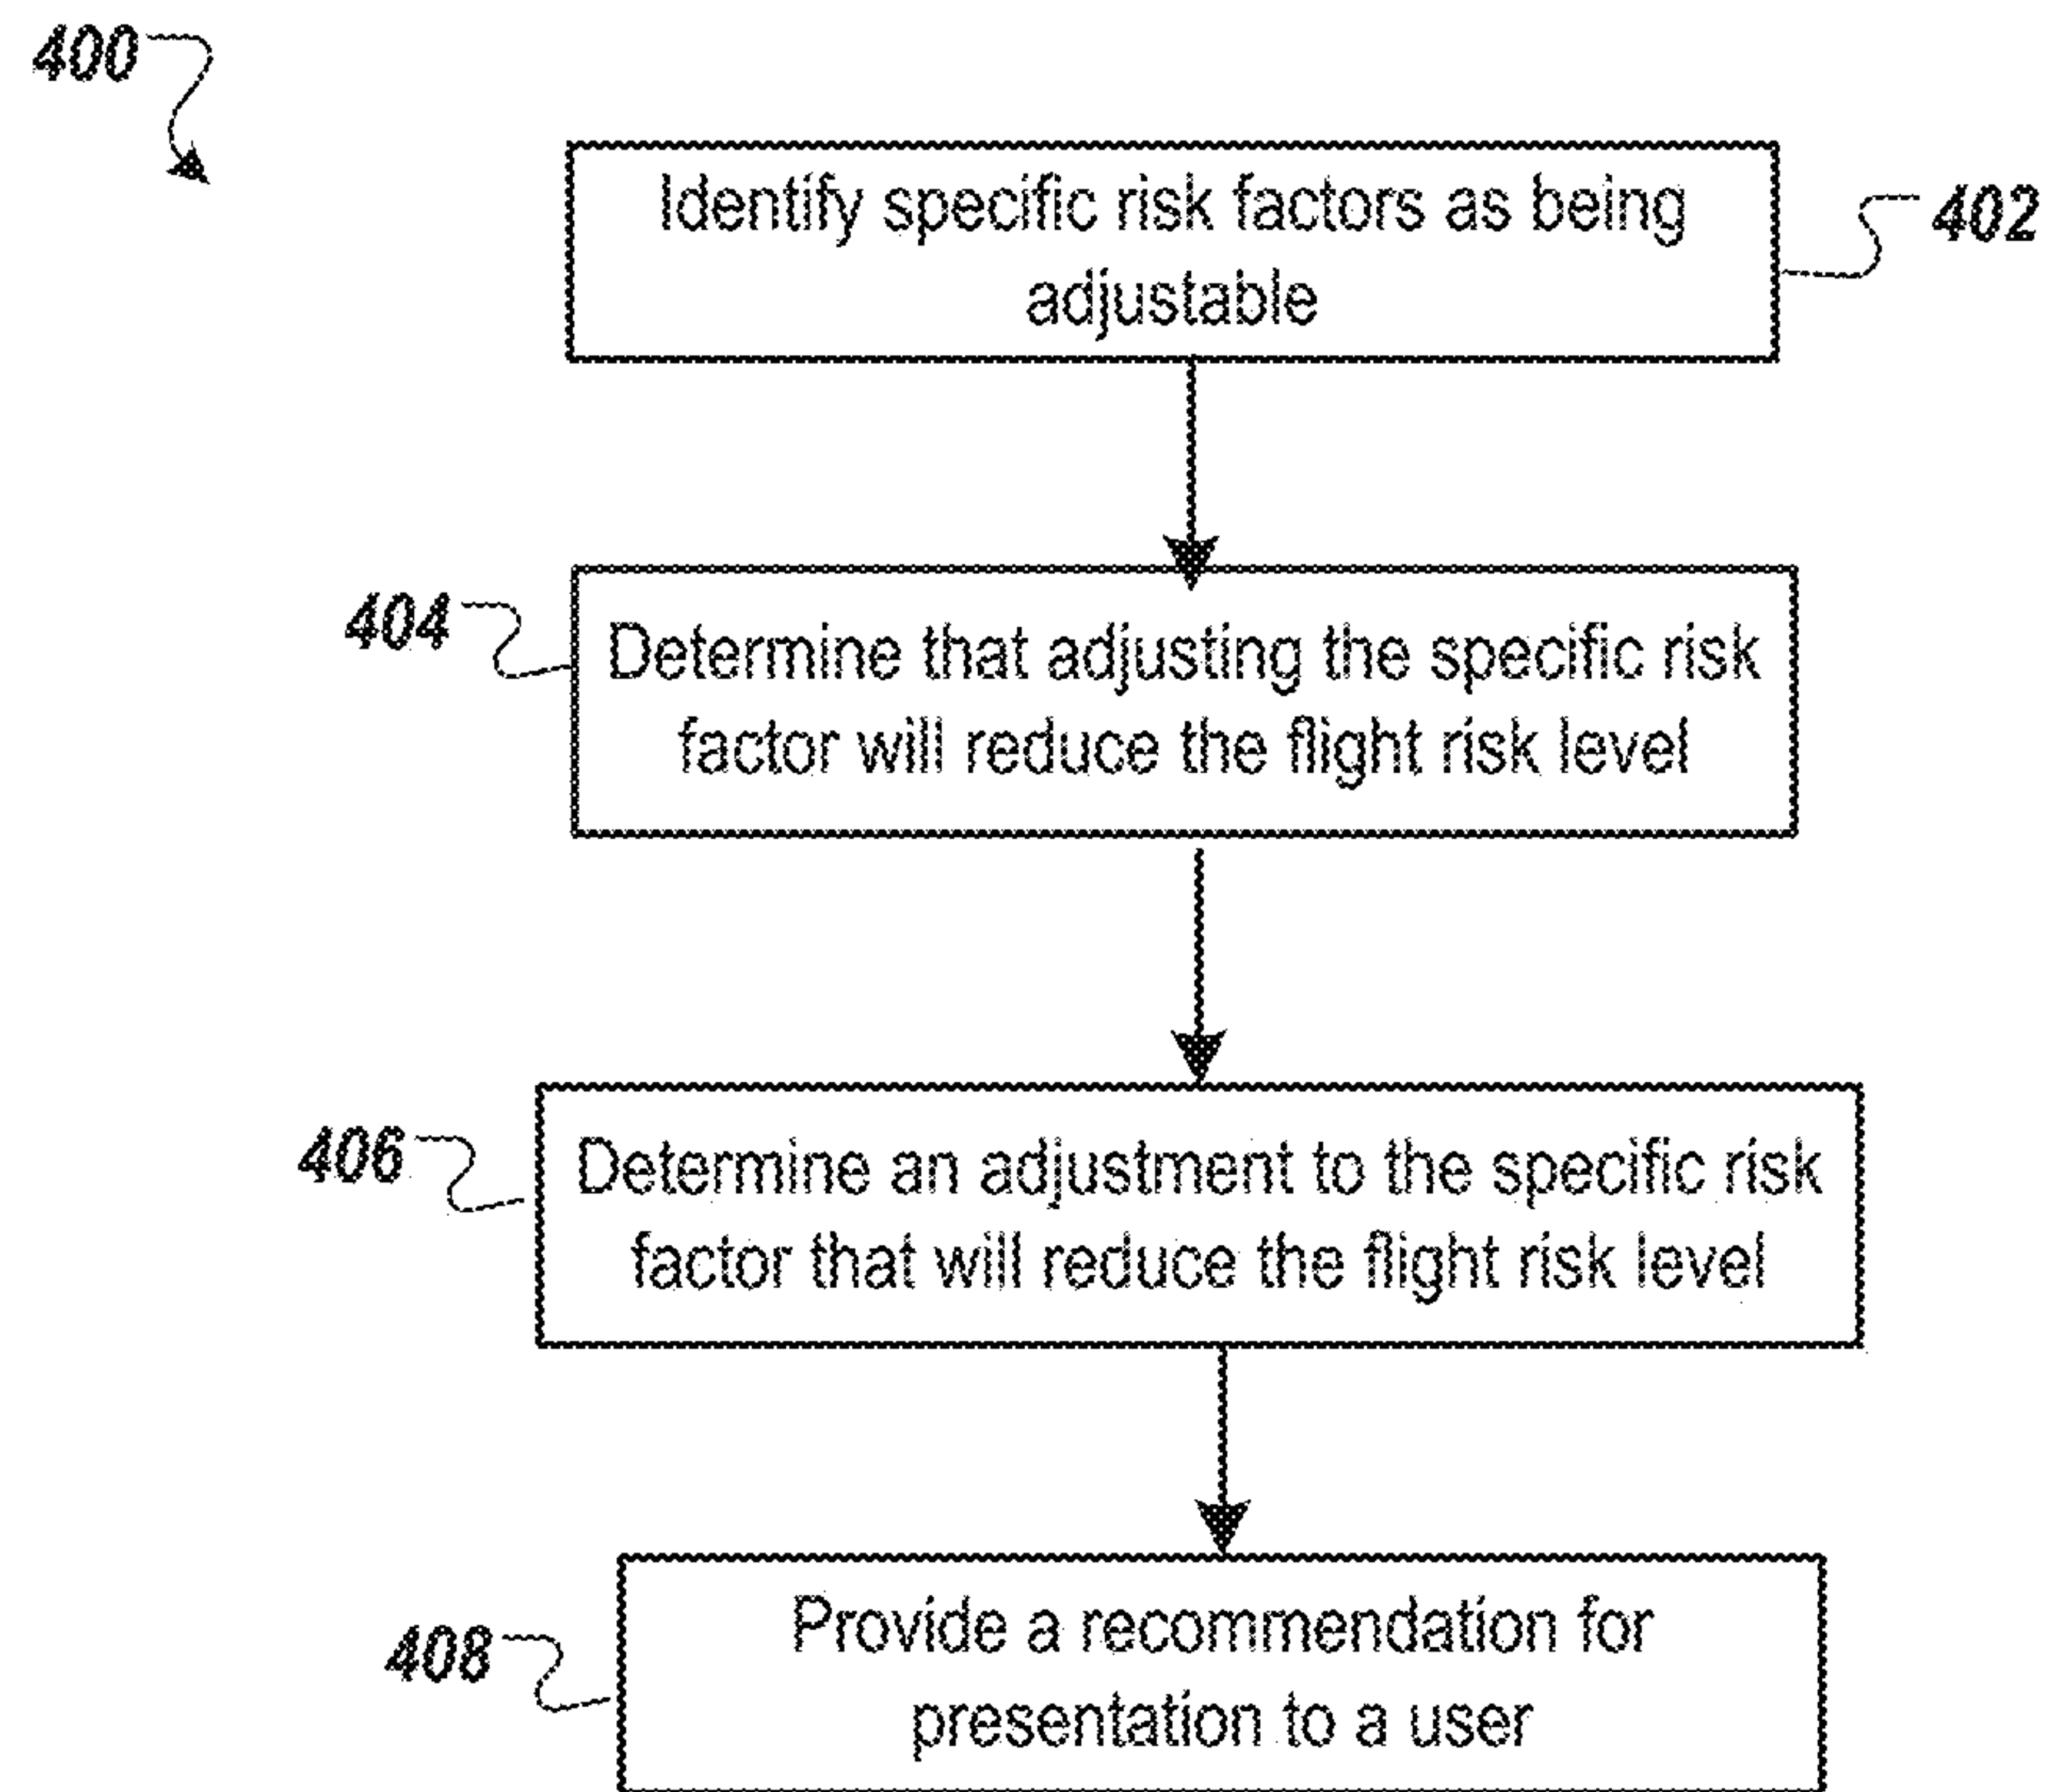 400
Identify specific risk factors as being
adjustable
402
404
Determine that adjusting the specific risk
factor will reduce the flight risk level
406
Determine an adjustment to the specific risk
factor that will reduce the flight risk level
408
Provide a recommendation for
presentation to a user